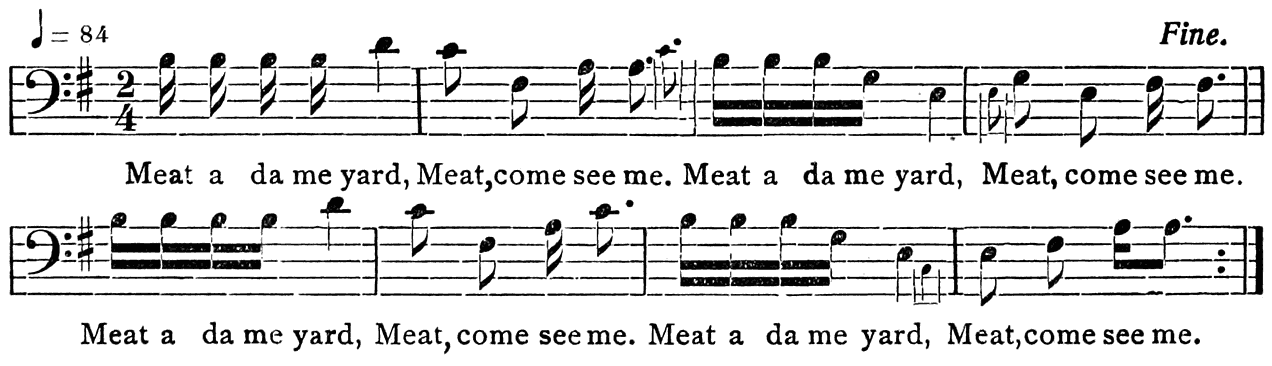 ♩= 84
Fine.
2/4
Meat a da me yard, Meat, come see me. Meat a da me yard, Meat, come see me.
Meat a da me yard, Meat, come see me. Meat a da me yard, Meat, come see me.